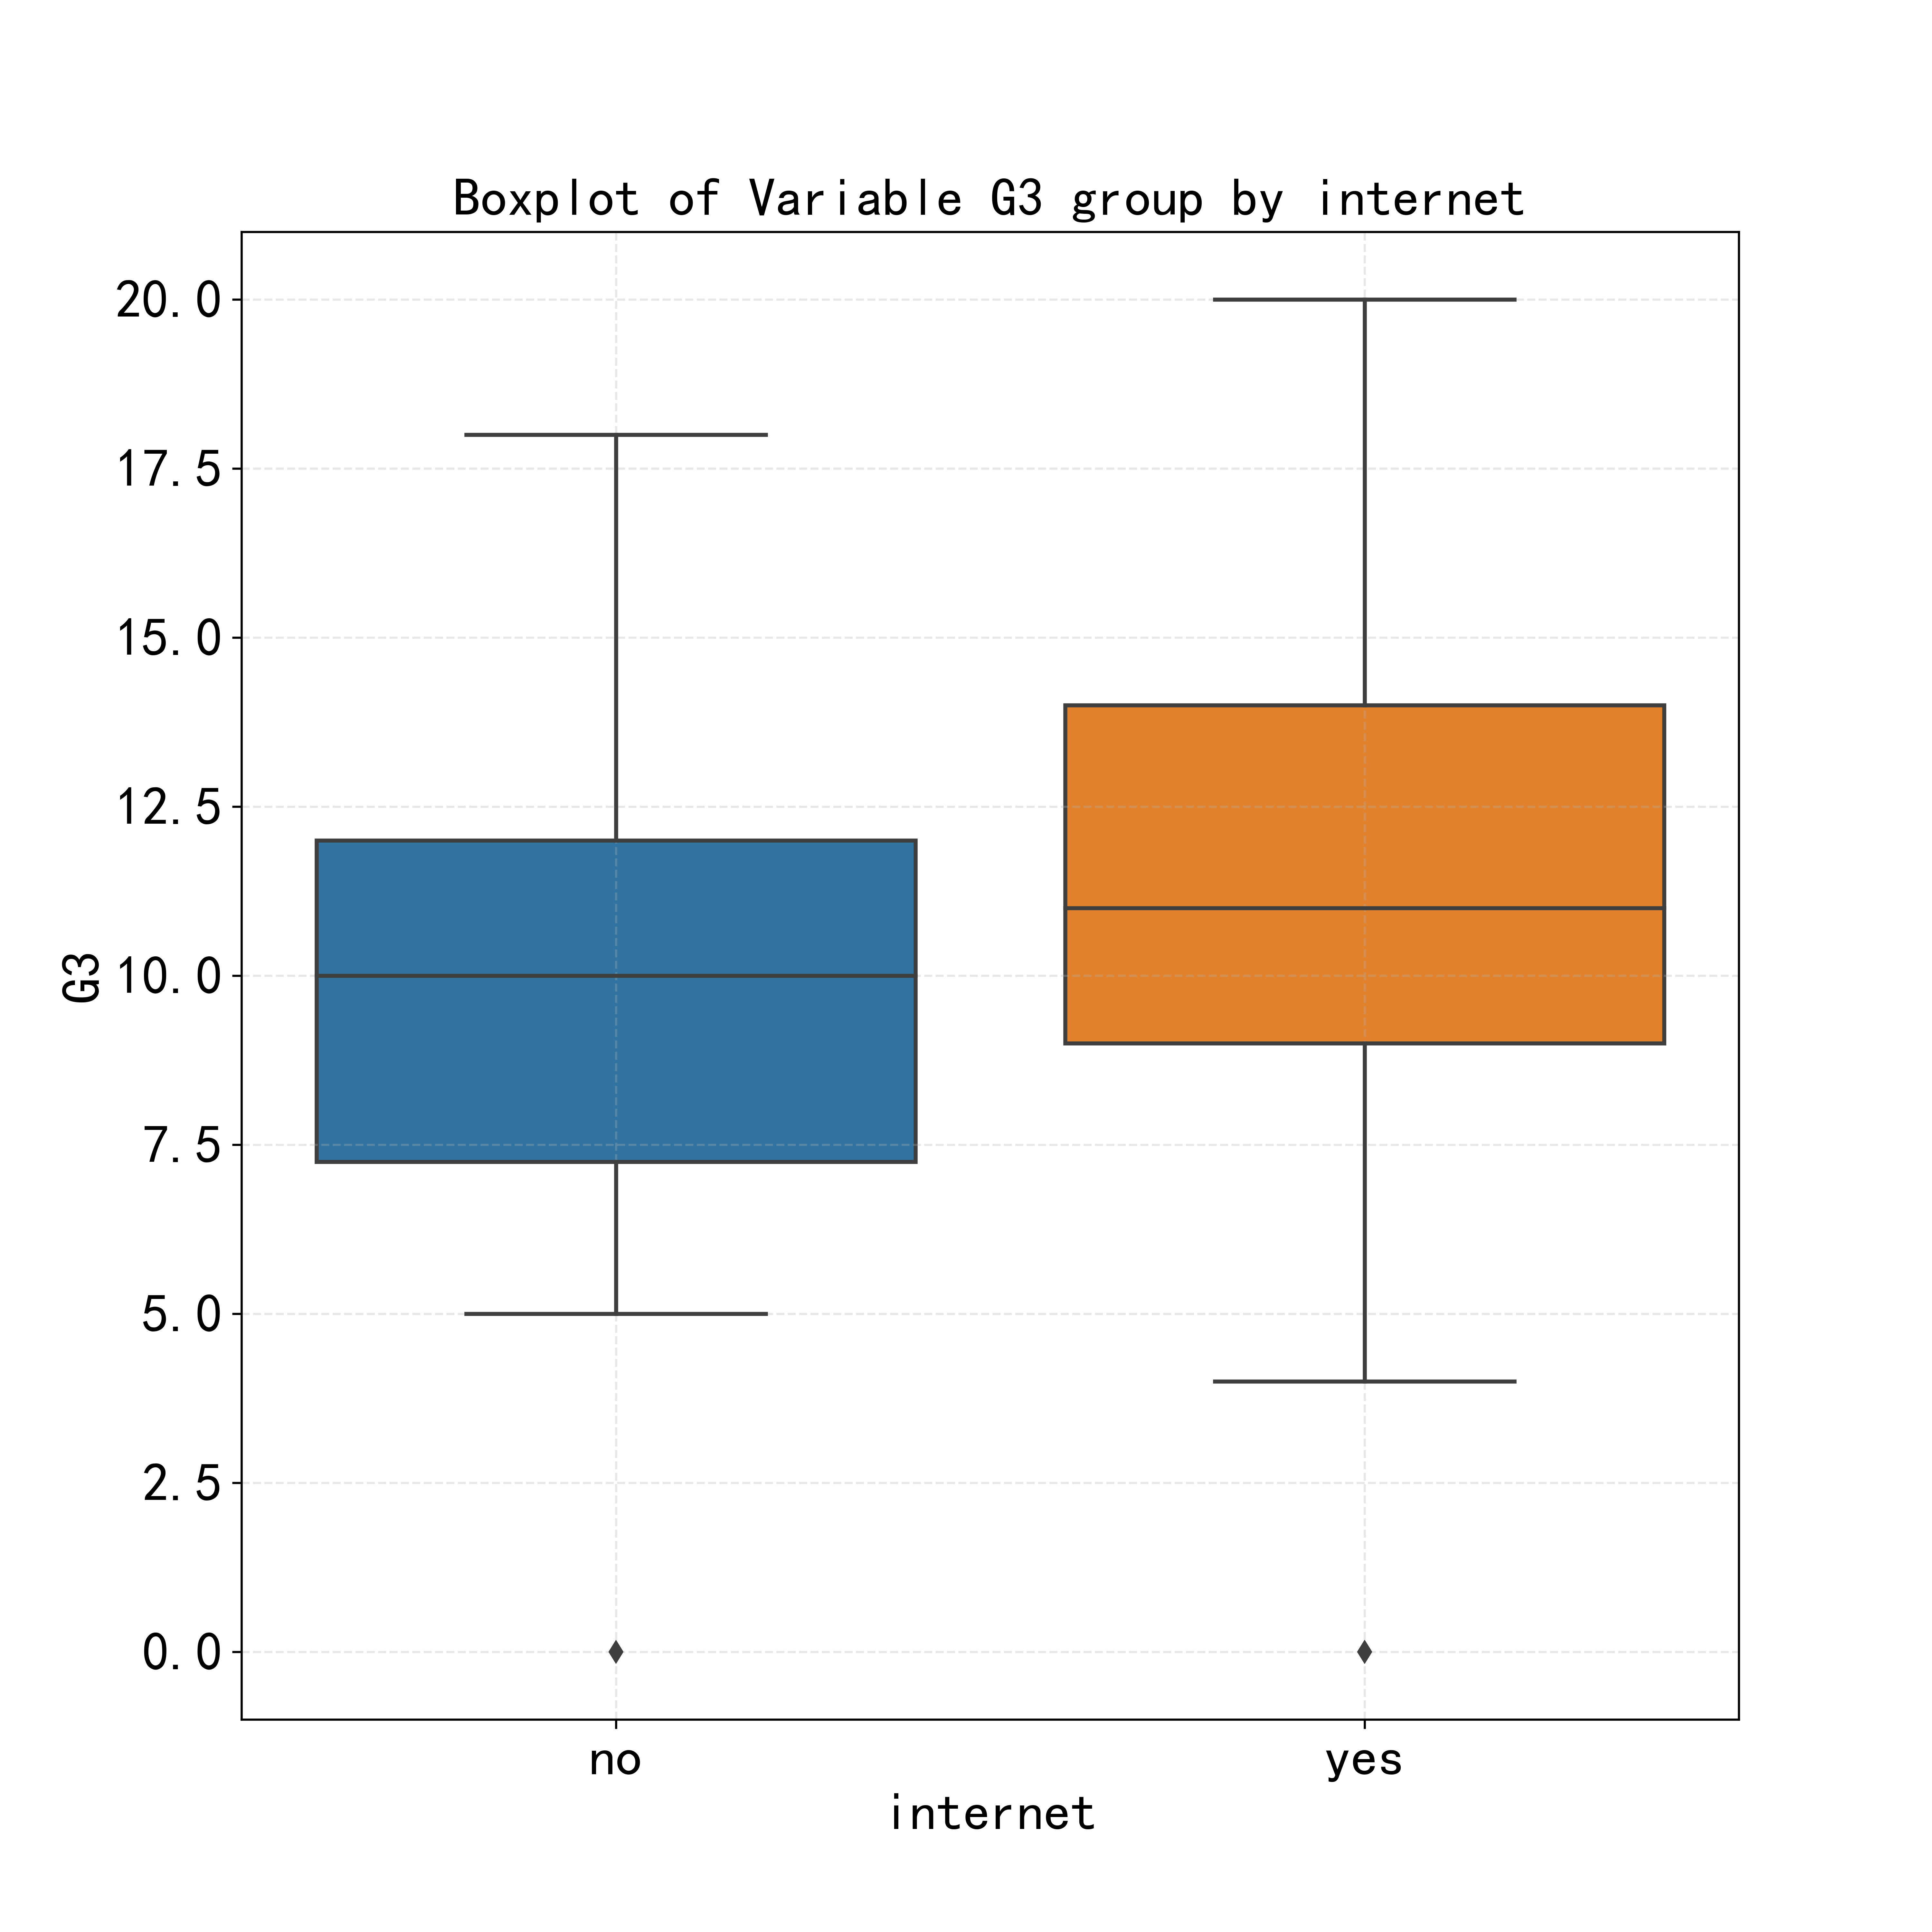 Boxplot of Variable G3 group by internet
20.0
17.5
15.0
12.5
10.0
7.5
5.0
2.5
0.0
G3
no yes
internet